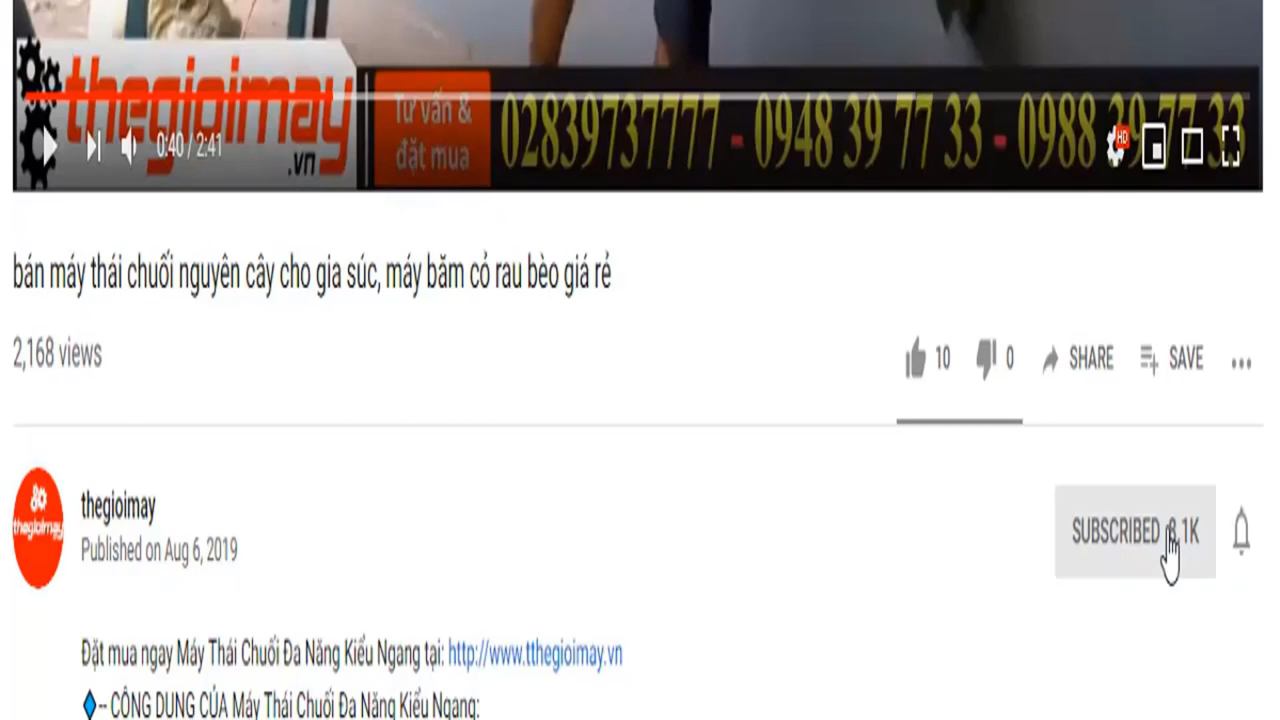 thegioimay
.vn
Tư vấn &
đặt mua
02839737777 - 0948 39 77 33 - 0988 39 77 33
0:40 / 2:41
HD
bán máy thái chuối nguyên cây cho gia súc, máy băm cỏ rau bèo giá rẻ
2,168 views
10 0 SHARE SAVE
thegioimay
thegioimay
Published on Aug 6, 2019
SUBSCRIBED
Đặt mua ngay Máy Thái Chuối Đa Năng Kiểu Ngang tại: http://www.tthegioimay.vn
-- CÔNG DỤNG CỦA Máy Thái Chuối Đa Năng Kiểu Ngang: